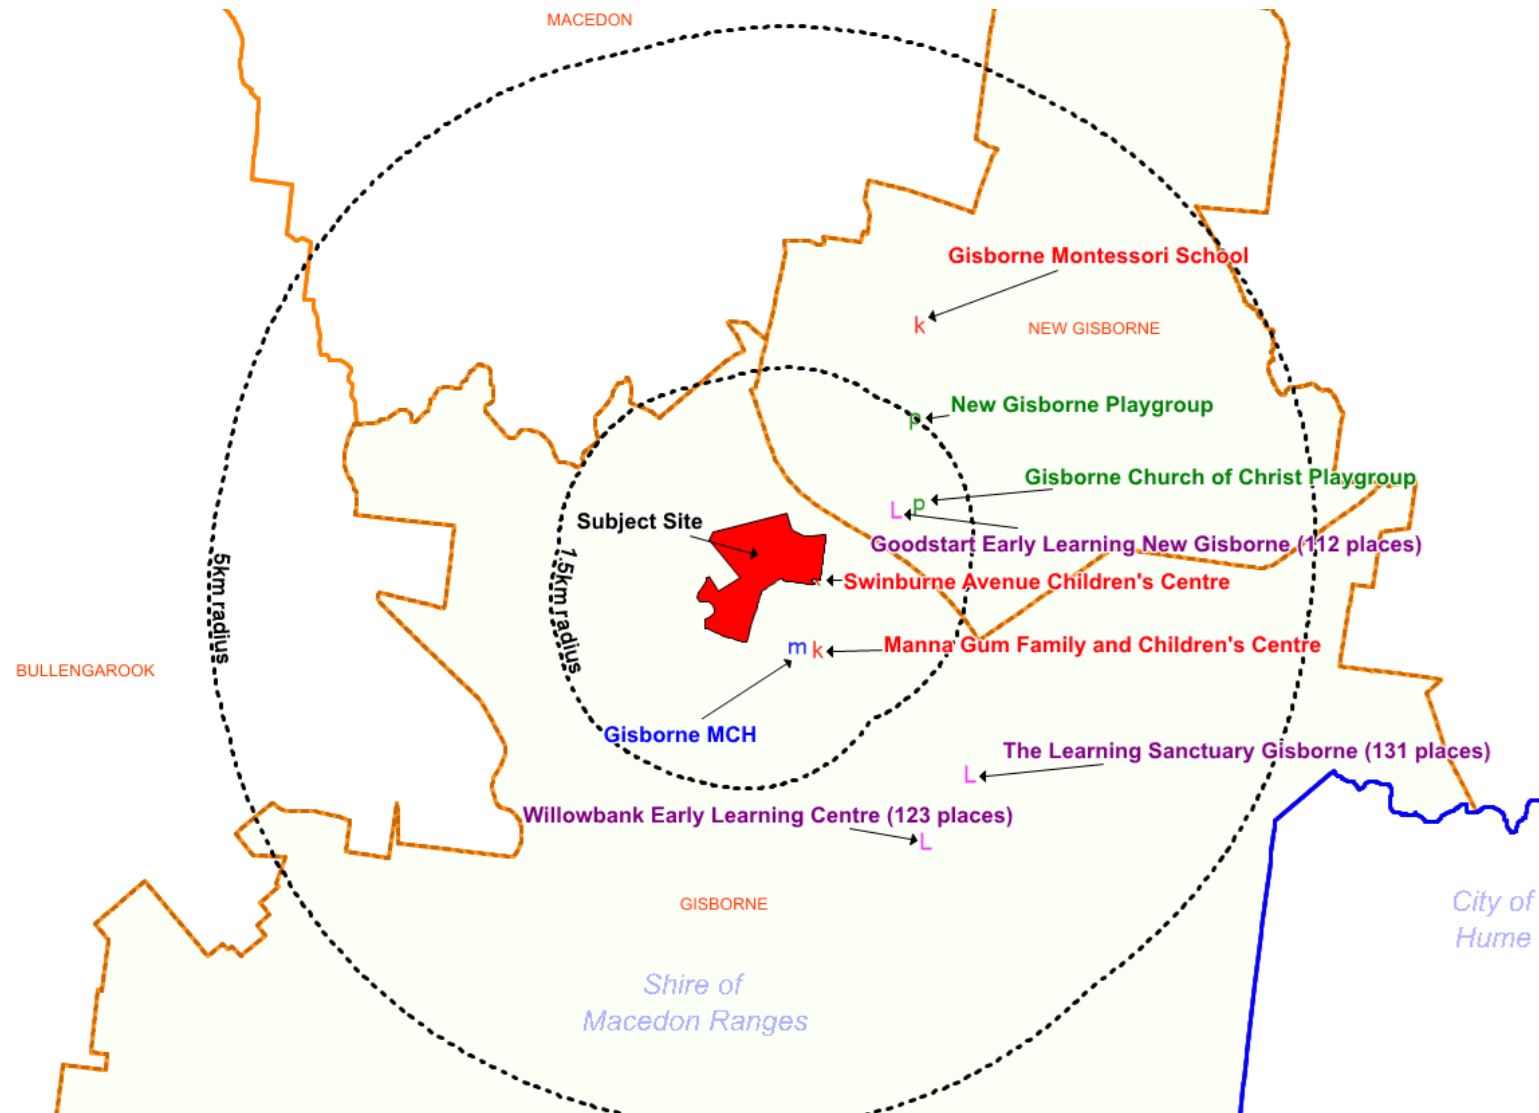 MACEDON
Gisborne Montessori School
k
NEW GISBORNE
New Gisborne Playgroup
p
Gisborne Church of Christ Playgroup
p
L
Subject Site
Goodstart Early Learning New Gisborne (112 places)
5km radius
1.5km radius
Swinburne Avenue Children's Centre
m k
Manna Gum Family and Children's Centre
BULLENGAROOK
Gisborne MCH
The Learning Sanctuary Gisborne (131 places)
L
Willowbank Early Learning Centre (123 places)
L
GISBORNE
City of
Hume
Shire of
Macedon Ranges